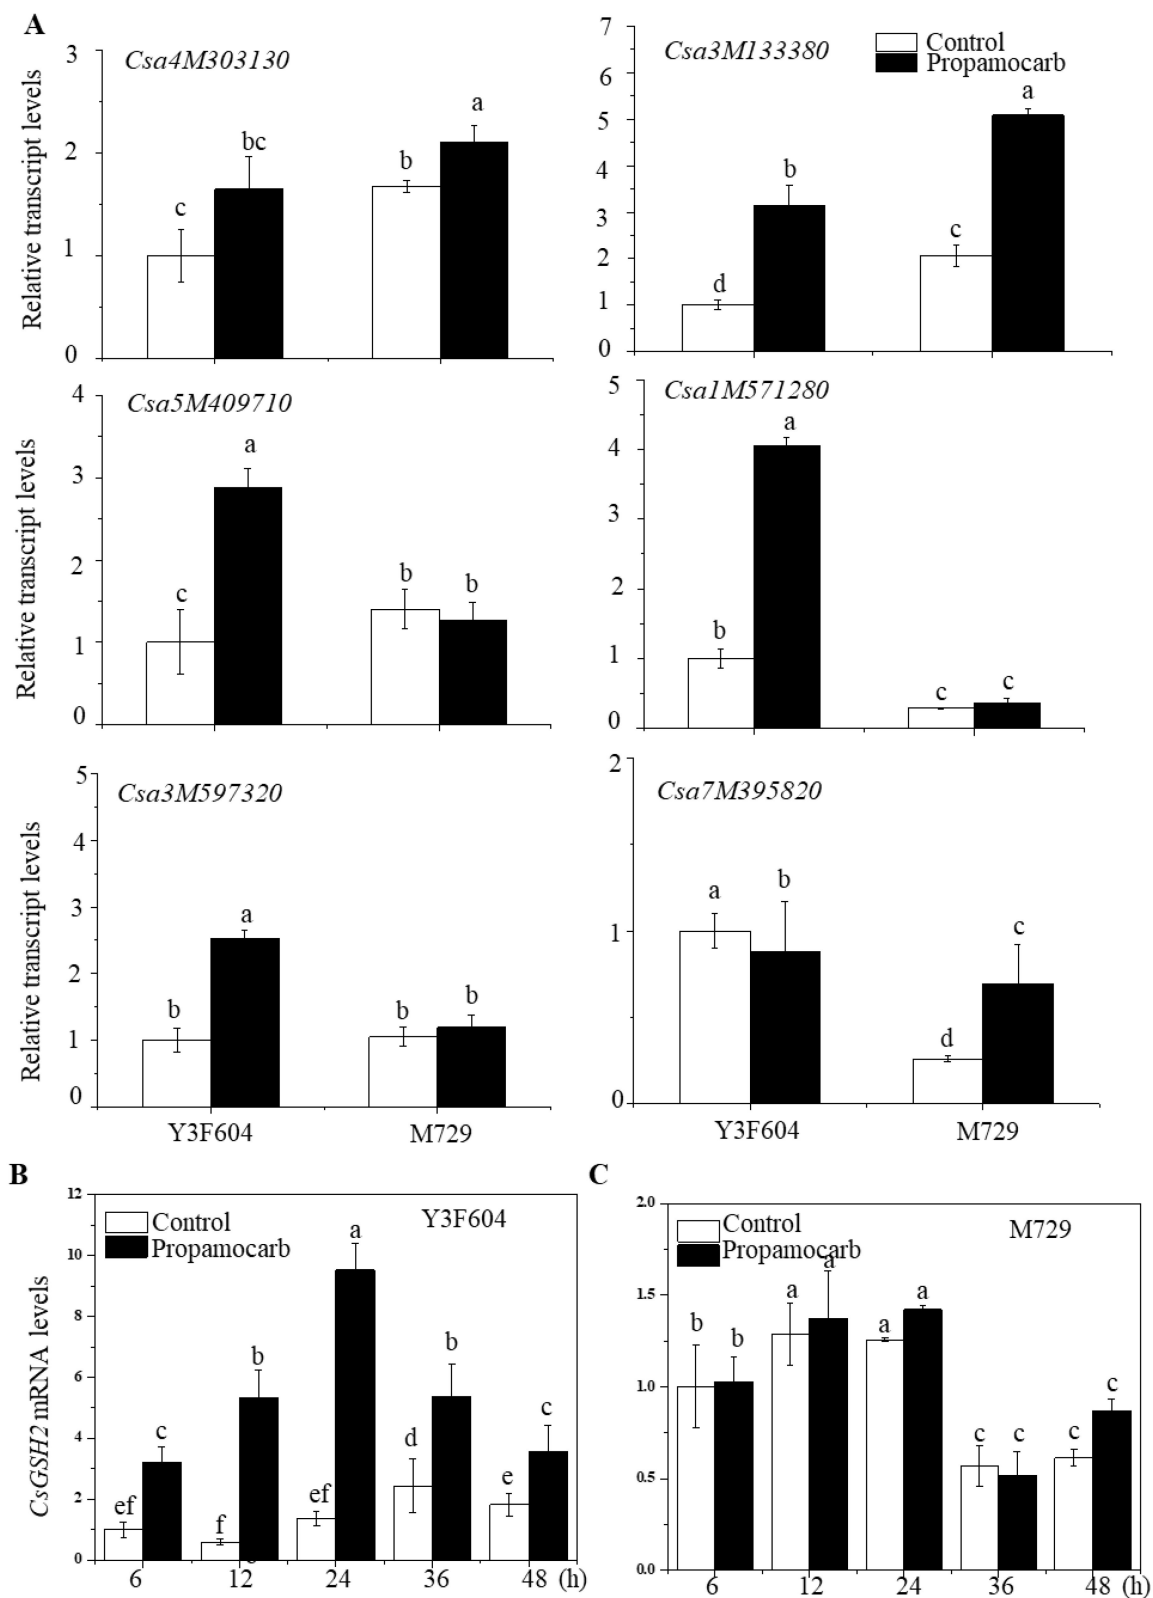 A
Csa4M303130
Relative transcript levels
3
2
1
0
c
bc
b
a
Csa3M133380
Control
Propamocarb
7
6
5
4
3
2
1
0
d
b
c
a
Csa5M409710
Relative transcript levels
4
3
2
1
0
c
a
b
b
Csa1M571280
5
4
3
2
1
0
b
a
c
c
Csa3M597320
Relative transcript levels
5
4
3
2
1
0
b
a
b
b
Y3F604
M729
Csa7M395820
2
1
0
a
b
d
c
Y3F604
M729
B
Control
Propamocarb
Y3F604
CsGSH2 mRNA levels
12
10
8
6
4
2
0
ef
c
f
b
ef
a
d
b
e
c
6 12 24 36 48 (h)
C
Control
Propamocarb
M729
2.0
1.5
1.0
0.5
0.0
b
b
a
a
a
a
c
c
c
c
6 12 24 36 48 (h)